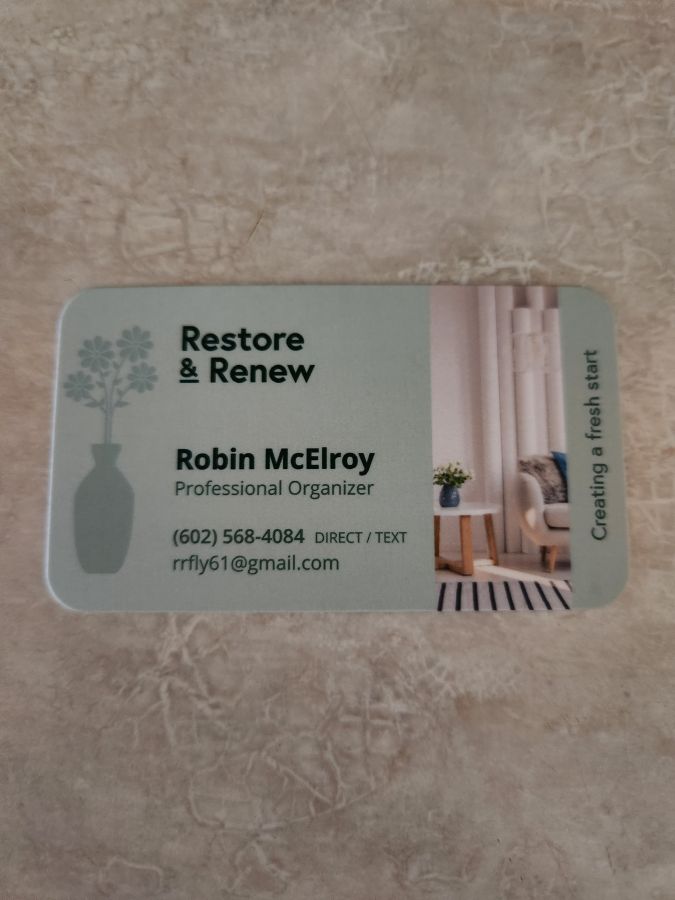 Restore
& Renew
Robin McElroy
Professional Organizer
(602) 568-4084 DIRECT / TEXT
rrfly61@gmail.com
Creating a fresh start